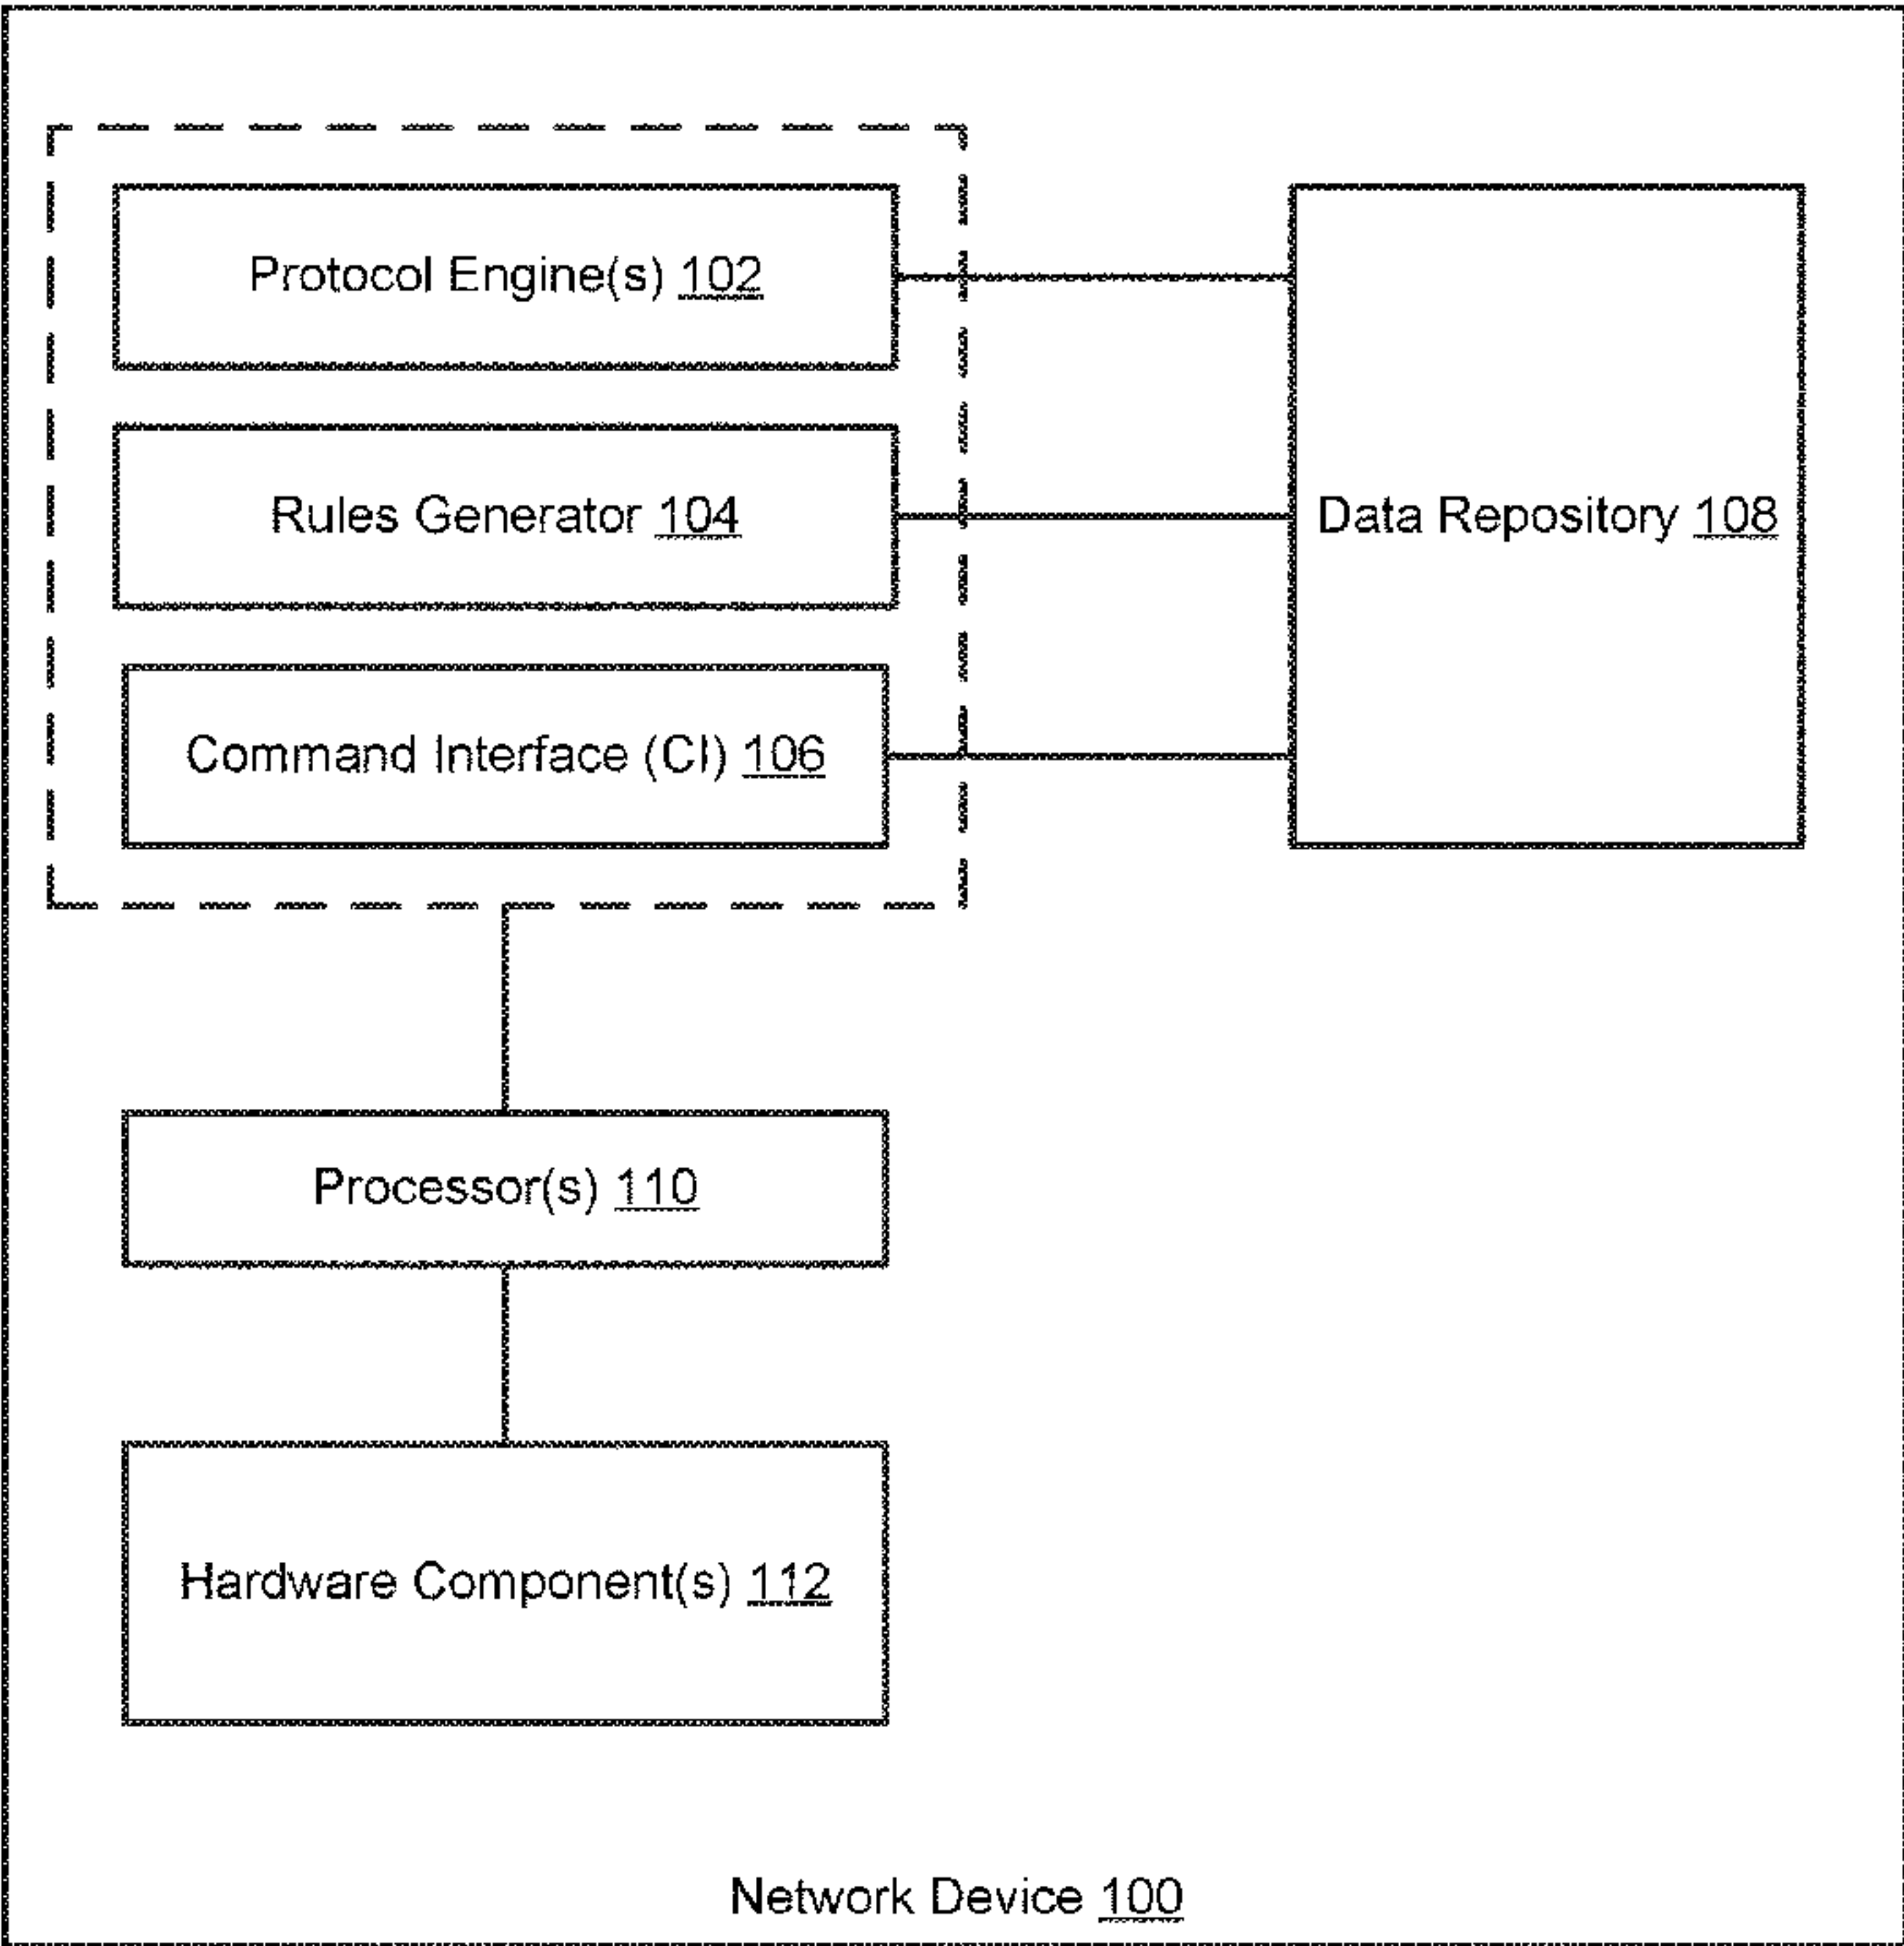 Protocol Engine(s) 102
Rules Generator 104
Data Repository 108
Command Interface (CI) 106
Processor(s) 110
Hardware Component(s) 112
Network Device 100